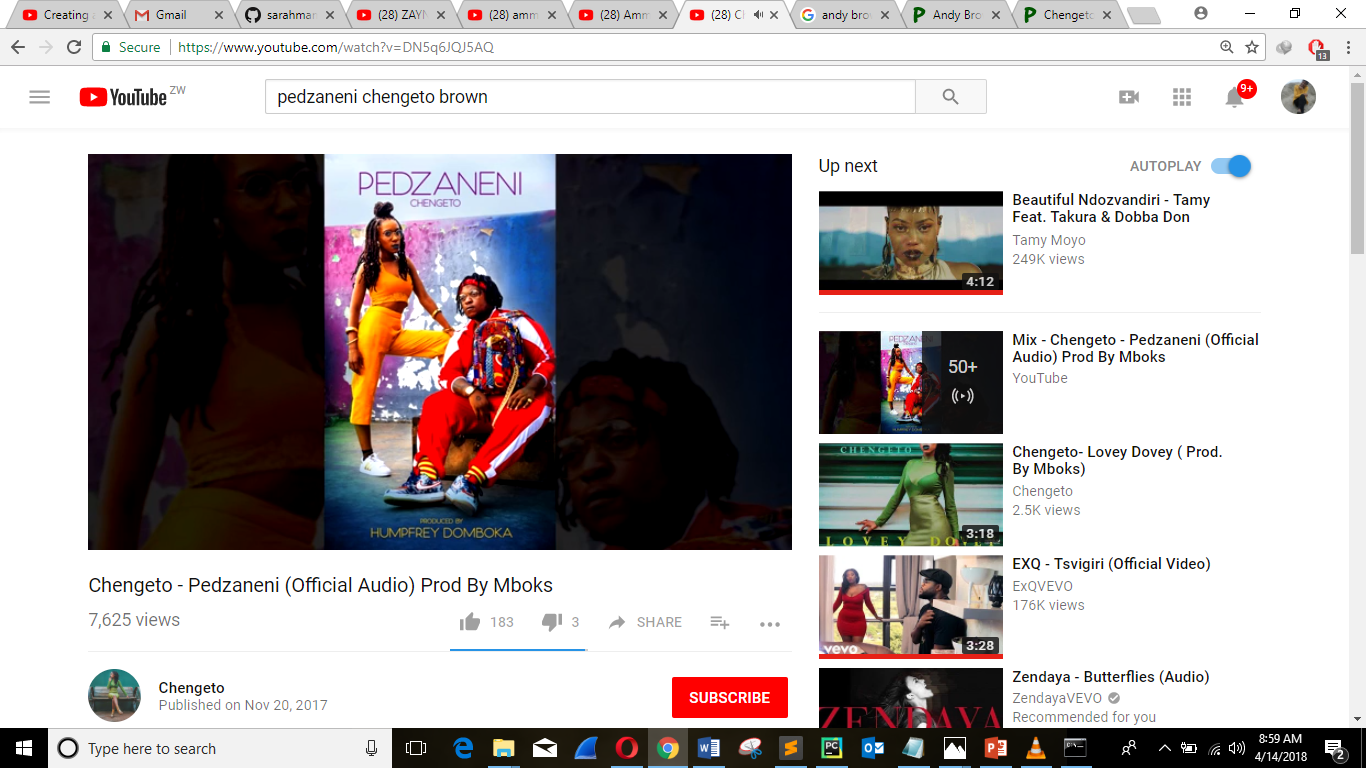 Creating a
Gmail
sarahman
(28) ZAYN
(28) amm
(28) Amm
(28) Ch
andy brow
Andy Bro
Chengeto
Secure
https://www.youtube.com/watch?v=DN5q6JQJ5AQ
13
YouTube ZW
pedzaneni chengeto brown
9+
PEDZANENI
CHENGETO
PRODUCED BY
HUMPFREY DOMBOKA
Chengeto - Pedzaneni (Official Audio) Prod By Mboks
7,625 views
183
3
SHARE
Chengeto
Published on Nov 20, 2017
SUBSCRIBE
Up next
AUTOPLAY
4:12
Beautiful Ndozvandiri - Tamy
Feat. Takura & Dobba Don
Tamy Moyo
249K views
PEDZANENI
50+
Mix - Chengeto - Pedzaneni (Official
Audio) Prod By Mboks
YouTube
CHENGETO
LOVEY DOVEY
3:18
Chengeto- Lovey Dovey ( Prod.
By Mboks)
Chengeto
2.5K views
vevo
3:28
EXQ - Tsvigiri (Official Video)
ExQVEVO
176K views
ZENDAYA
Zendaya - Butterflies (Audio)
ZendayaVEVO
Recommended for you
Type here to search
8:59 AM
4/14/2018
2